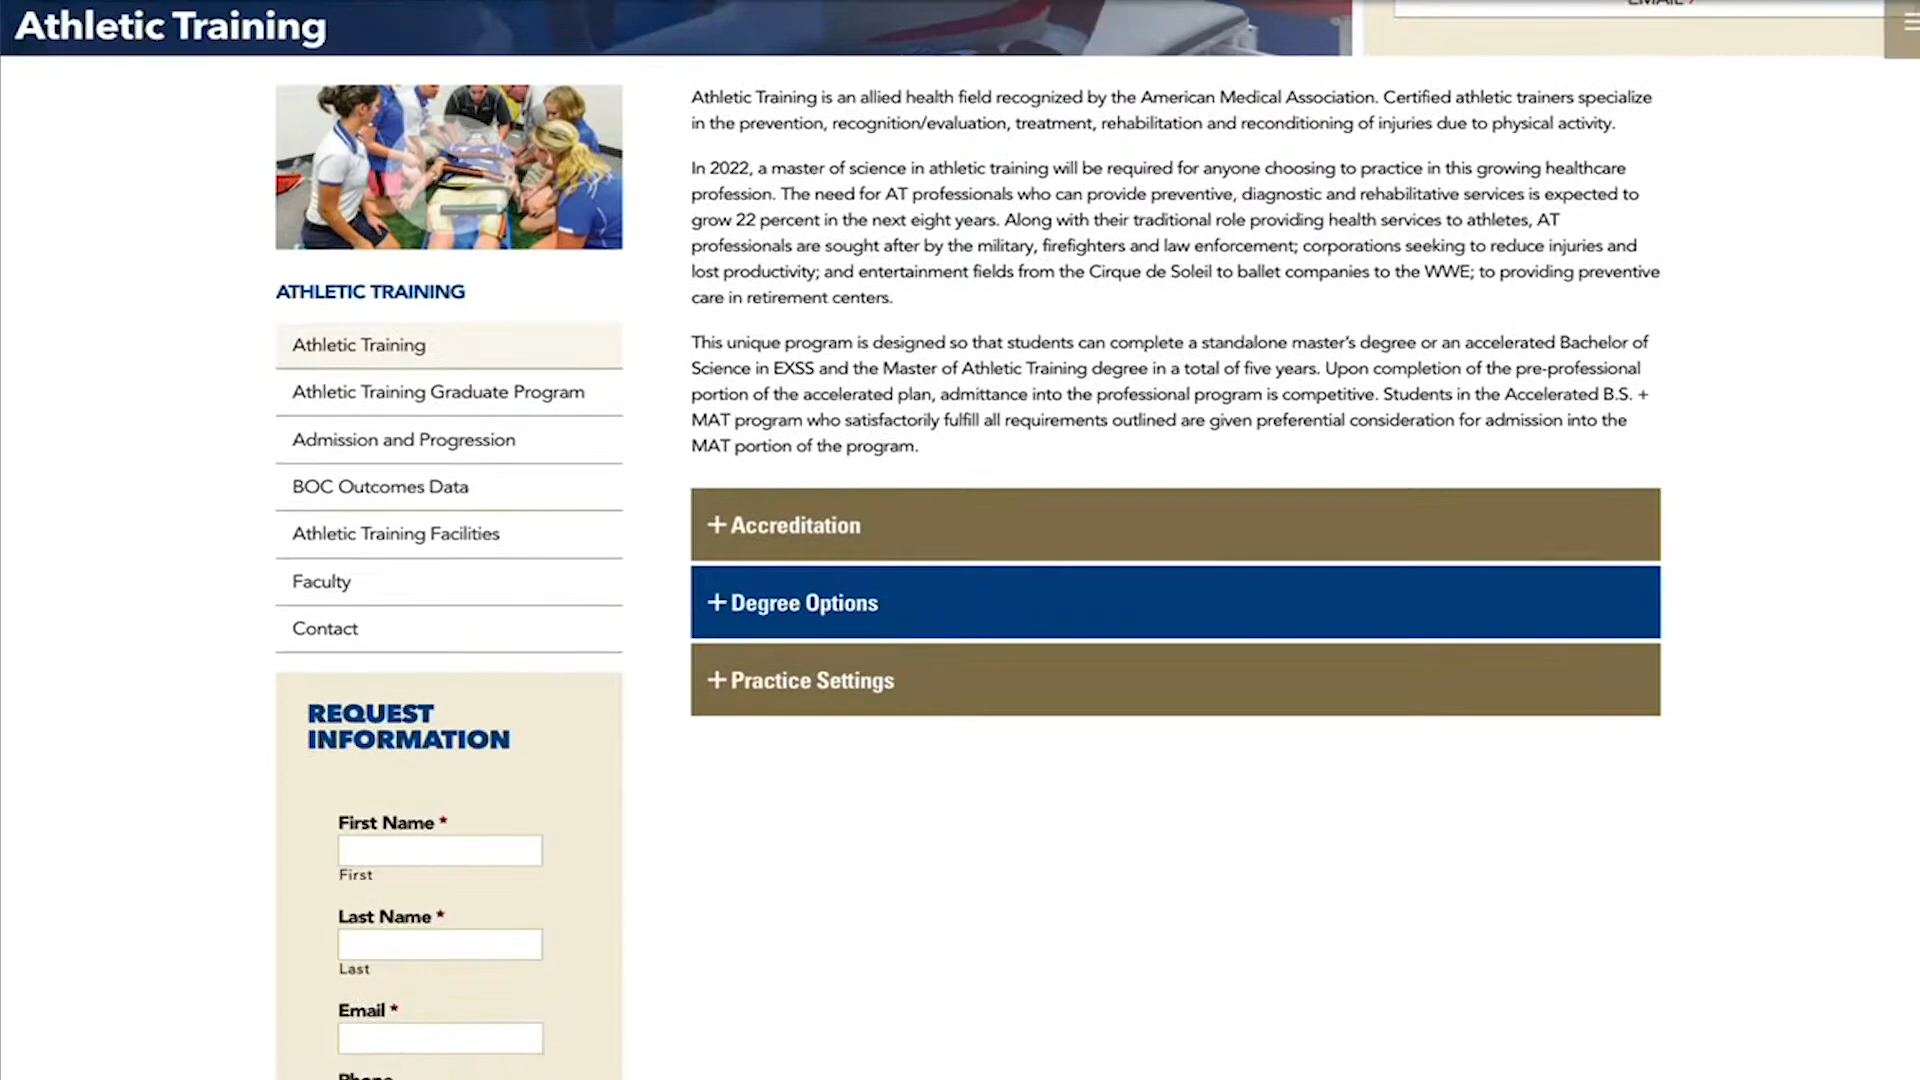 Athletic Training
Athletic Training is an allied health field recognized by the American Medical Association. Certified athletic trainers specialize
in the prevention, recognition/evaluation, treatment, rehabilitation and reconditioning of injuries due to physical activity.
In 2022, a master of science in athletic training will be required for anyone choosing to practice in this growing healthcare
profession. The need for AT professionals who can provide preventive, diagnostic and rehabilitative services is expected to
grow 22 percent in the next eight years. Along with their traditional role providing health services to athletes, AT
professionals are sought after by the military, firefighters and law enforcement; corporations seeking to reduce injuries and
lost productivity; and entertainment fields from the Cirque de Soleil to ballet companies to the WWE; to providing preventive
care in retirement centers.
This unique program is designed so that students can complete a standalone master's degree or an accelerated Bachelor of
Science in EXSS and the Master of Athletic Training degree in a total of five years. Upon completion of the pre-professional
portion of the accelerated plan, admittance into the professional program is competitive. Students in the Accelerated B.S. +
MAT program who satisfactorily fulfill all requirements outlined are given preferential consideration for admission into the
MAT portion of the program.
+ Accreditation
+ Degree Options
+ Practice Settings
ATHLETIC TRAINING
Athletic Training
Athletic Training Graduate Program
Admission and Progression
BOC Outcomes Data
Athletic Training Facilities
Faculty
Contact
REQUEST
INFORMATION
First Name *
First
Last Name *
Last
Email *